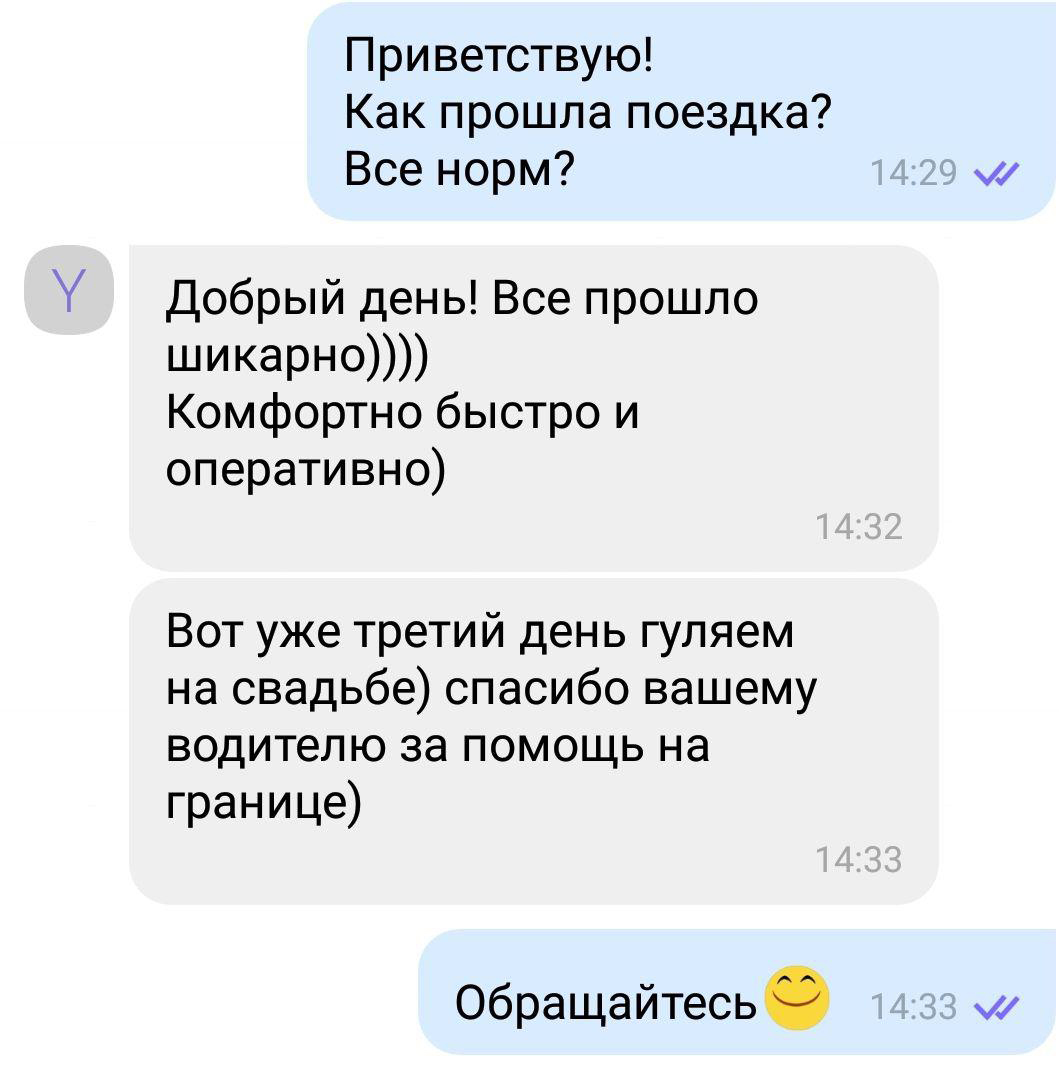 Приветствую!
Как прошла поездка?
Все норм?
14:29
Y
Добрый день! Все прошло
шикарно))))
Комфортно быстро и
оперативно)
14:32
Вот уже третий день гуляем
на свадьбе) спасибо вашему
водителю за помощь на
границе)
14:33
Обращайтесь😊
14:33